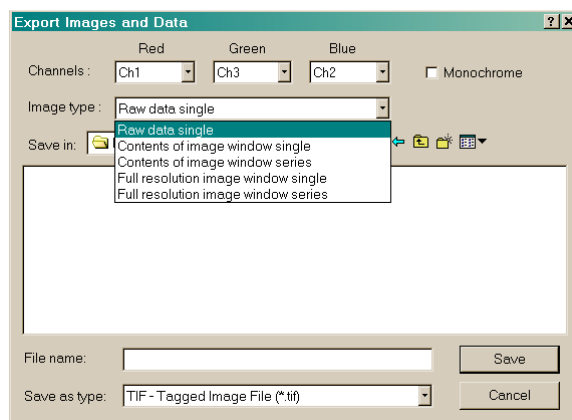 Export Images and Data
Red Green Blue
Channels : Ch1 Ch3 Ch2 Monochrome
Image type : Raw data single
Raw data single
Save in:
Contents of image window single
Contents of image window series
Full resolution image window single
Full resolution image window series
File name: Save
Save as type: TIF - Tagged Image File (*.tif) Cancel